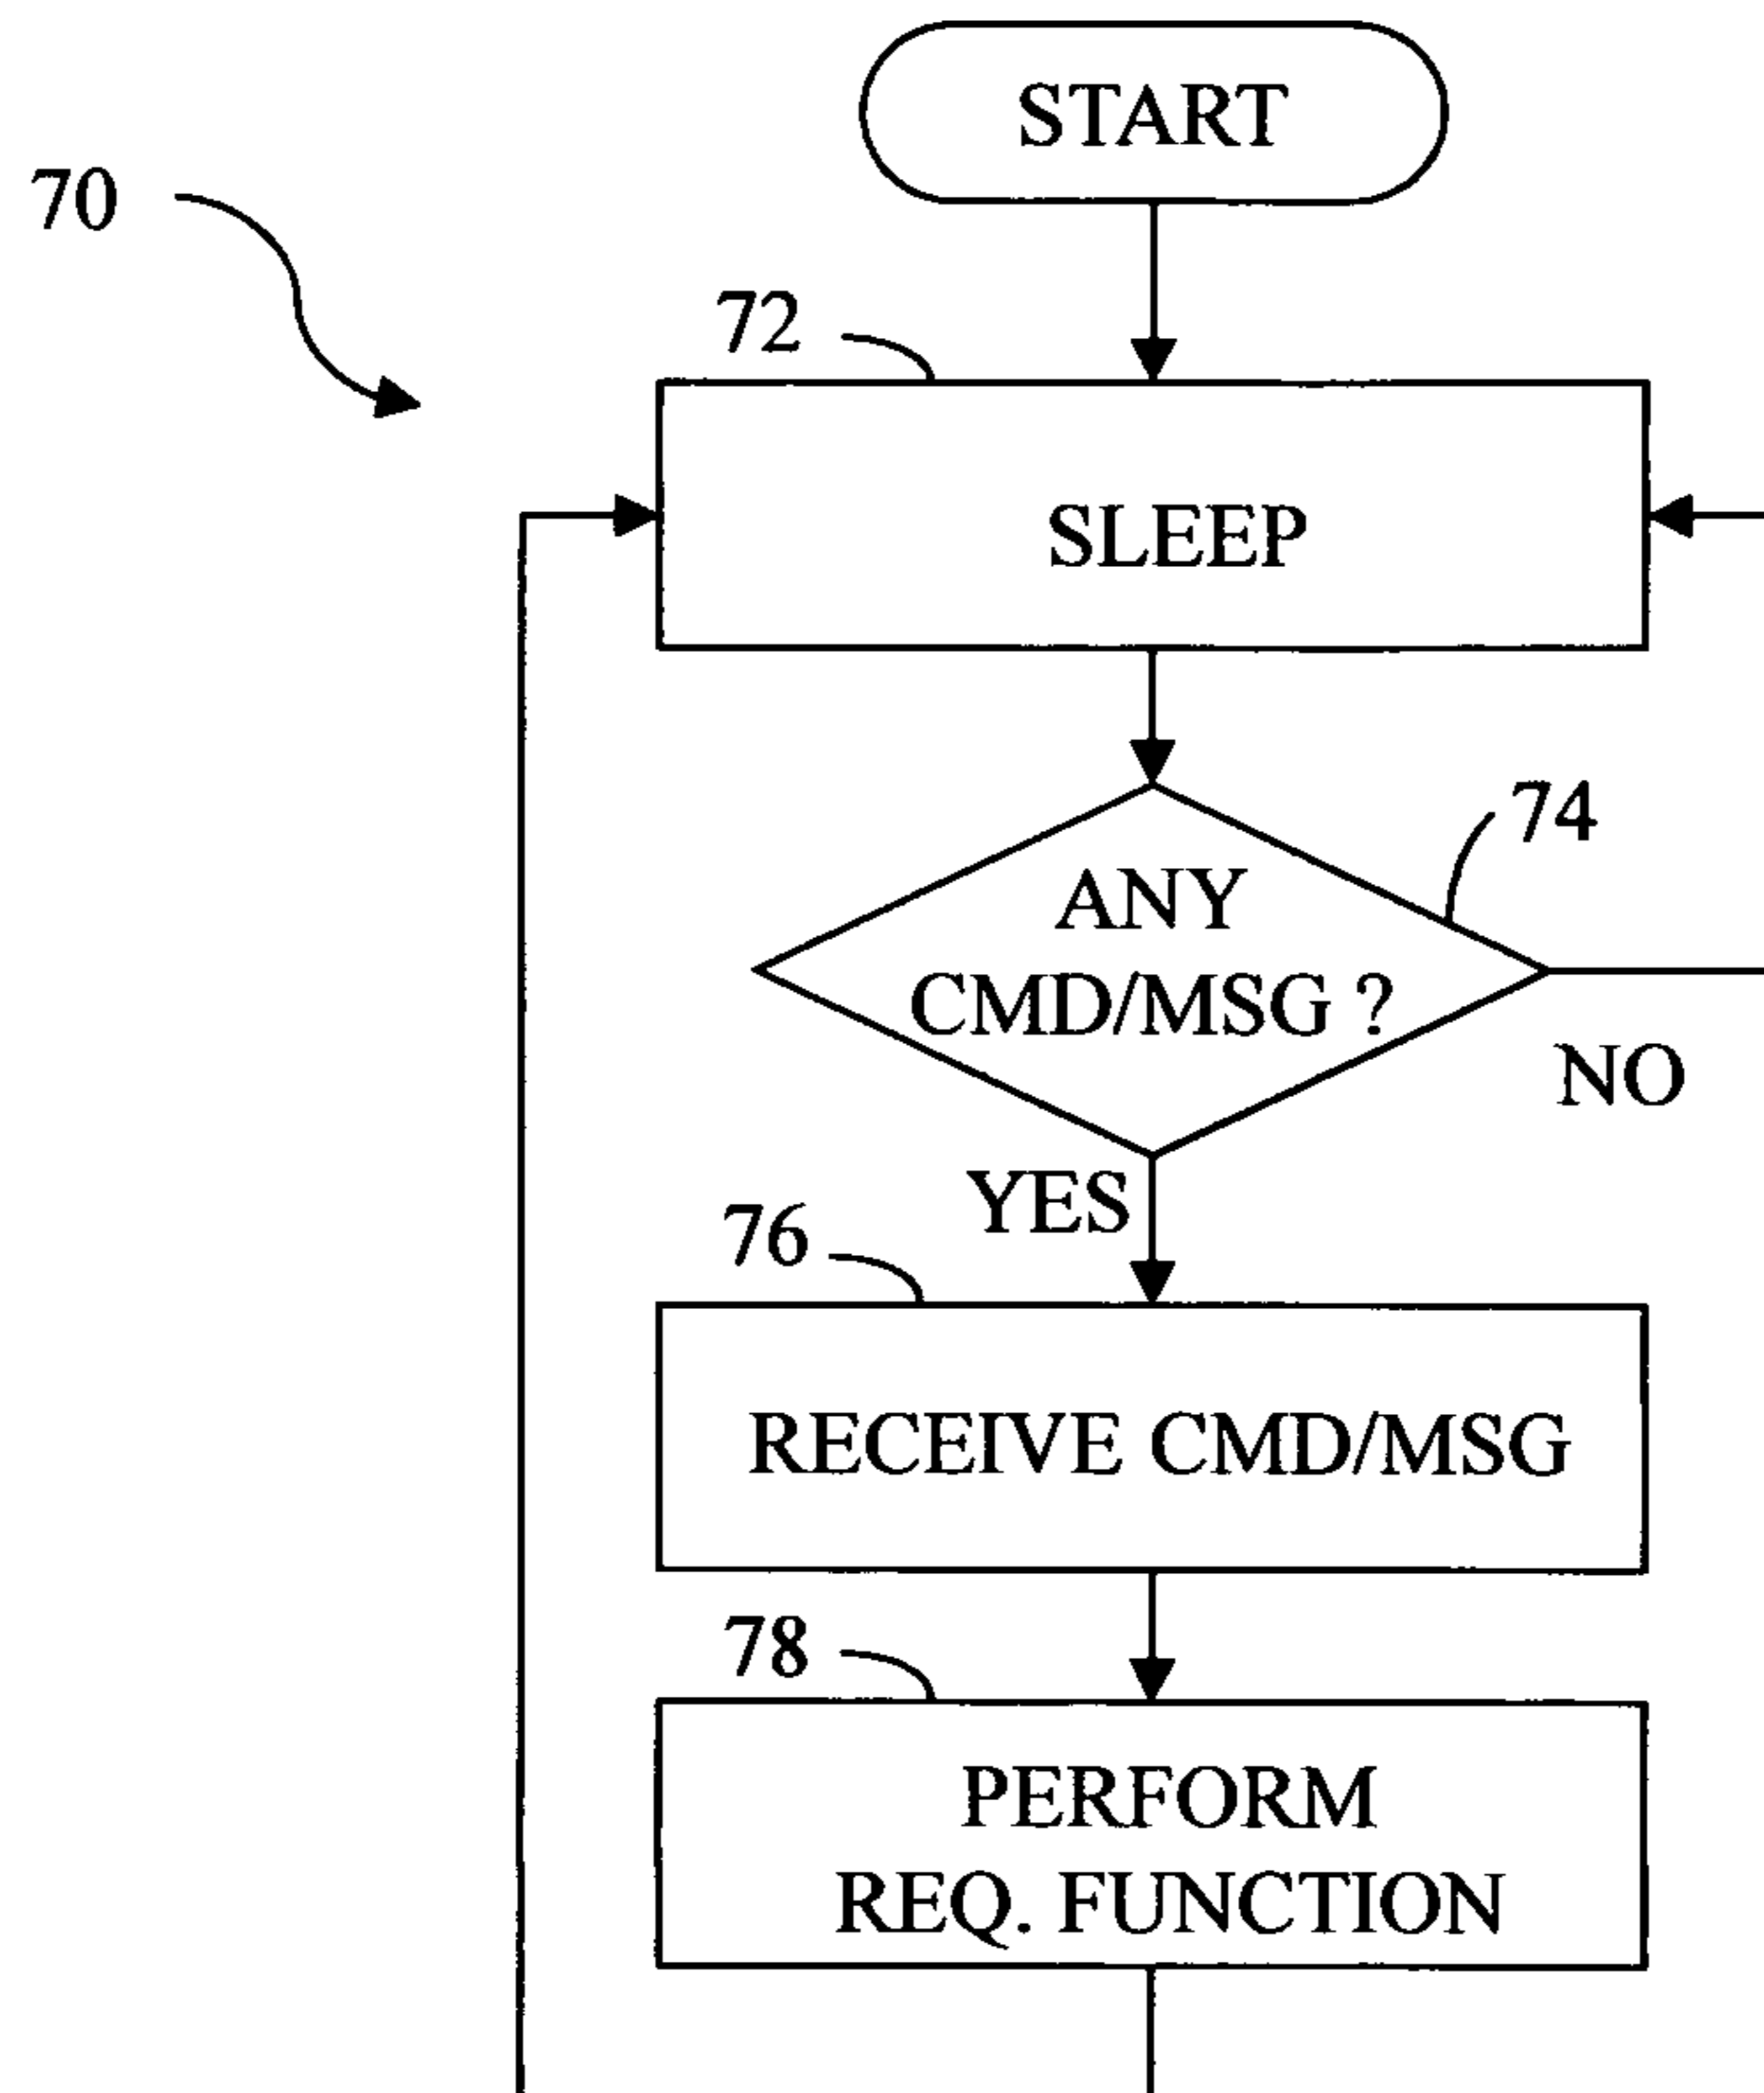 START
70
72
SLEEP
74
ANY
CMD/MSG ?
NO
YES
76
RECEIVE CMD/MSG
78
PERFORM
REQ. FUNCTION